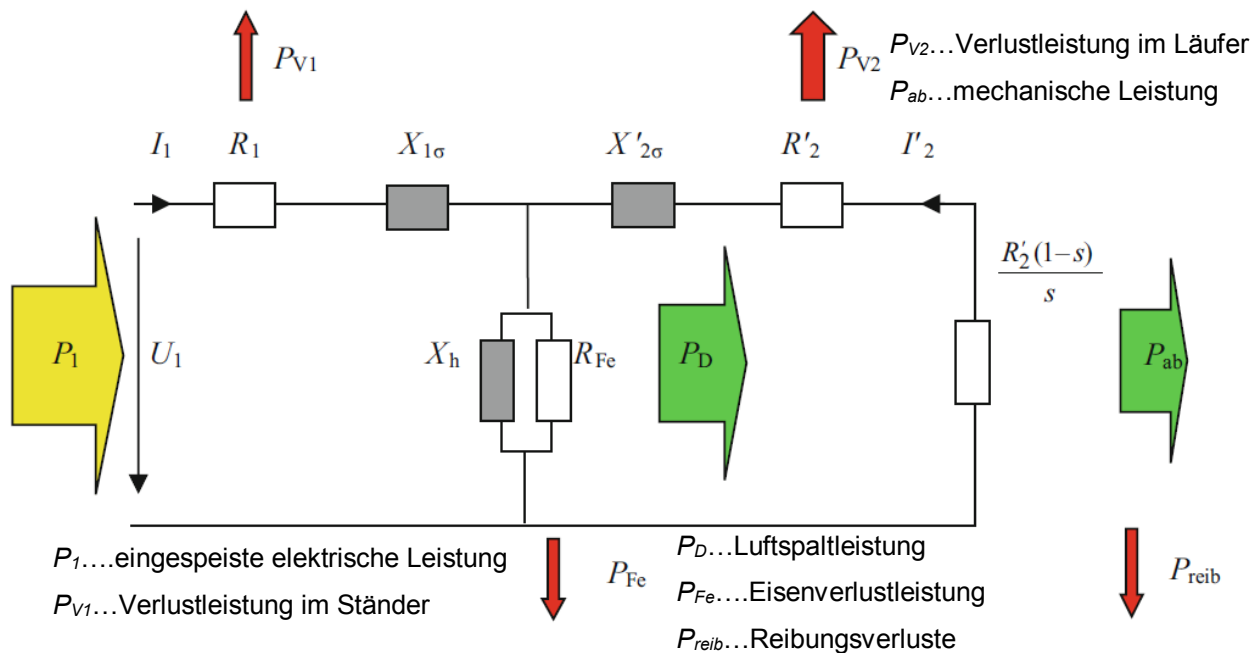 P_V1
P_V2
P_V2…Verlustleistung im Läufer
P_ab…mechanische Leistung
I_1 R_1 X_1σ X'_2σ R'_2 I'_2
R'_2(1–s)
s
P_1 U_1 X_h R_Fe P_D P_ab
P_1….eingespeiste elektrische Leistung
P_V1…Verlustleistung im Ständer
P_Fe
P_D…Luftspaltleistung
P_Fe….Eisenverlustleistung
P_reib…Reibungsverluste
P_reib